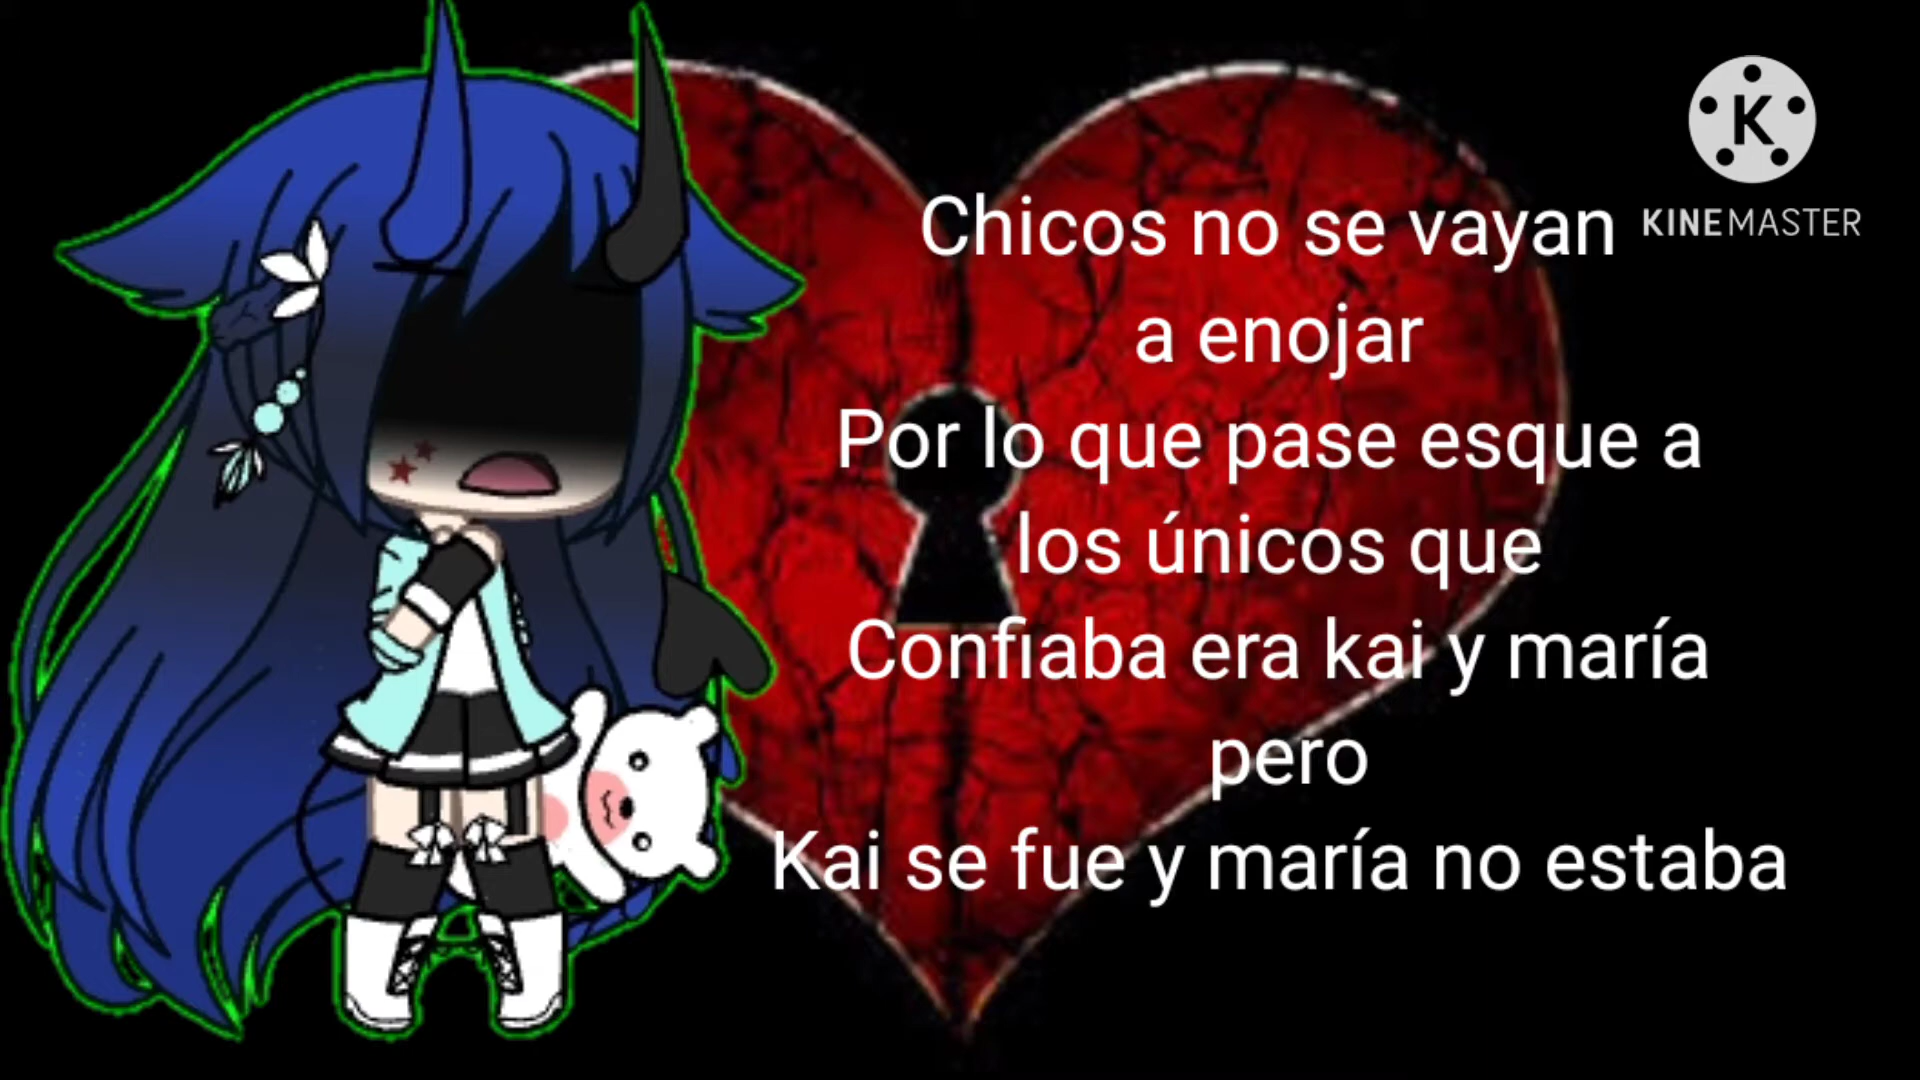 Chicos no se vayan
a enojar
Por lo que pase esque a
los únicos que
Confiaba era kai y maría
pero
Kai se fue y maría no estaba
K
KINEMASTER